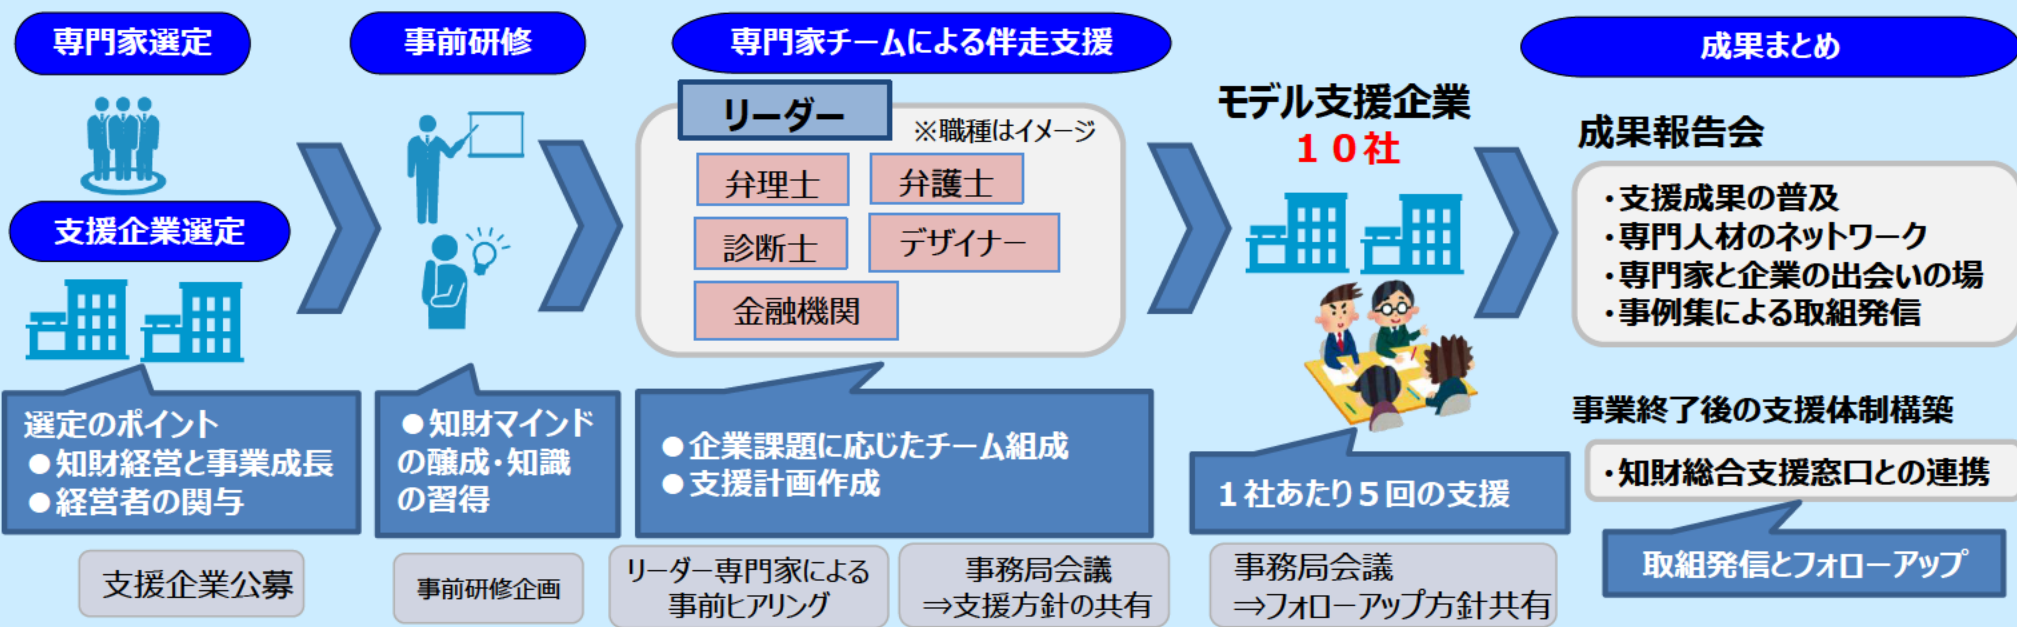 専門家選定
支援企業選定
選定のポイント
●知財経営と事業成長
●経営者の関与
支援企業公募
事前研修
●知財マインド
の醸成・知識
の習得
事前研修企画
専門家チームによる伴走支援
リーダー
※職種はイメージ
弁理士
弁護士
診断士
デザイナー
金融機関
●企業課題に応じたチーム組成
●支援計画作成
リーダー専門家による
事前ヒアリング
事務局会議
⇒支援方針の共有
モデル支援企業
10社
1社あたり5回の支援
事務局会議
⇒フォローアップ方針共有
成果まとめ
成果報告会
・支援成果の普及
・専門人材のネットワーク
・専門家と企業の出会いの場
・事例集による取組発信
事業終了後の支援体制構築
・知財総合支援窓口との連携
取組発信とフォローアップ